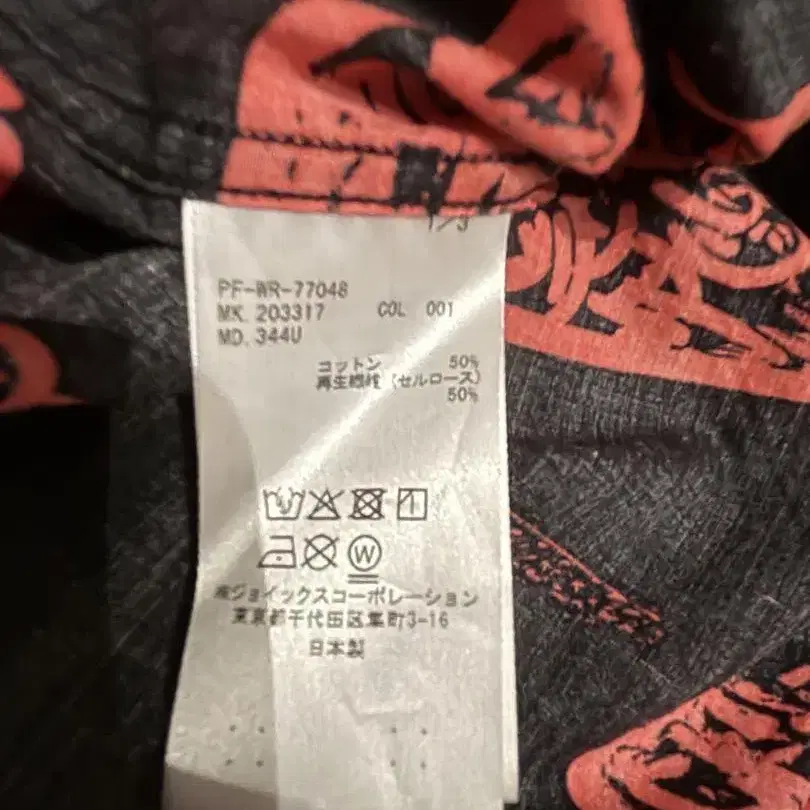 1/3
PF-WR-77048
MK. 203317 COL 001
MD. 344U
コットン 50%
再生繊維 (セルロース)
50%
W
㈱ジョイックスコーポレーション
東京都千代田区隼町3-16
日本製